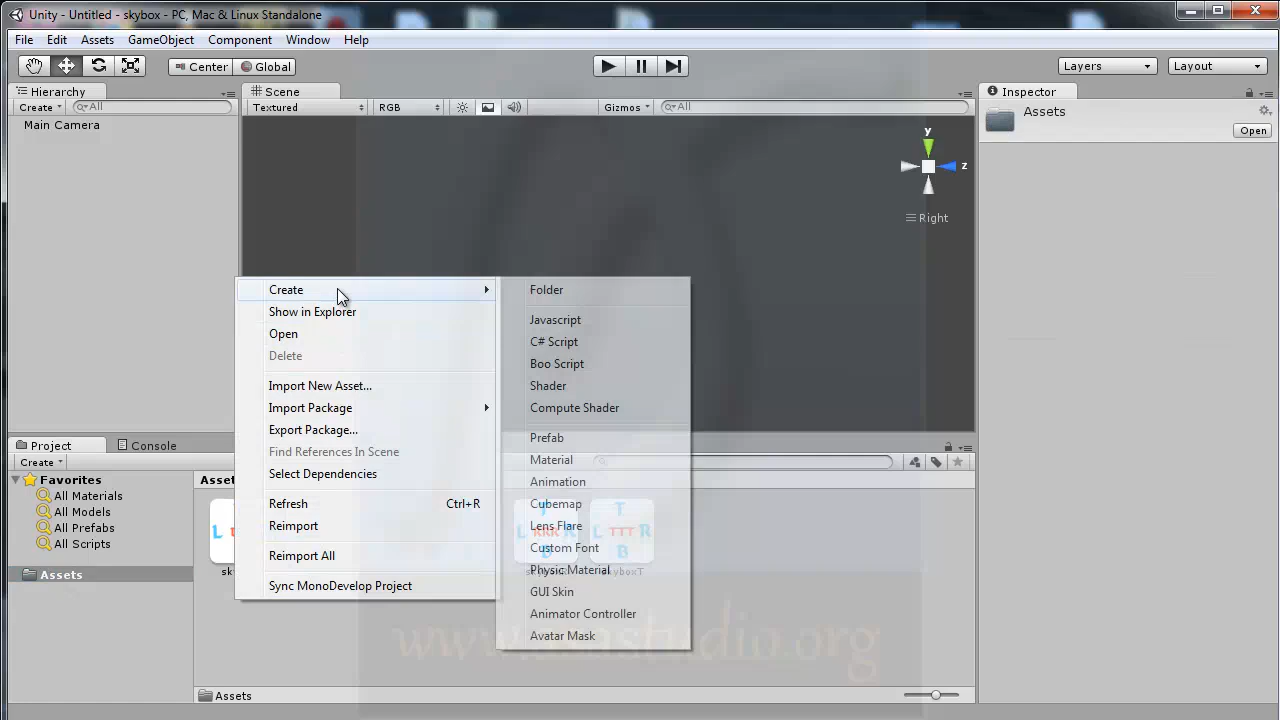 Unity - Untitled - skybox - PC, Mac & Linux Standalone
File Edit Assets GameObject Component Window Help
Center Global Layers Layout
Hierarchy
Create All
Main Camera
Scene
Textured RGB Gizmos All
y
z
Right
Inspector
Assets
Open
Create
Show in Explorer
Open
Delete
Import New Asset...
Import Package
Export Package...
Find References In Scene
Select Dependencies
Refresh Ctrl+R
Reimport
Reimport All
Sync MonoDevelop Project
Folder
Javascript
C# Script
Boo Script
Shader
Compute Shader
Prefab
Material
Animation
Cubemap
Lens Flare
Custom Font
Physic Material
GUI Skin
Animator Controller
Avatar Mask
Project Console
Create
Favorites
All Materials
All Models
All Prefabs
All Scripts
Assets
T
L RRR R
T
L TTT R
B
skyboxT
Assets